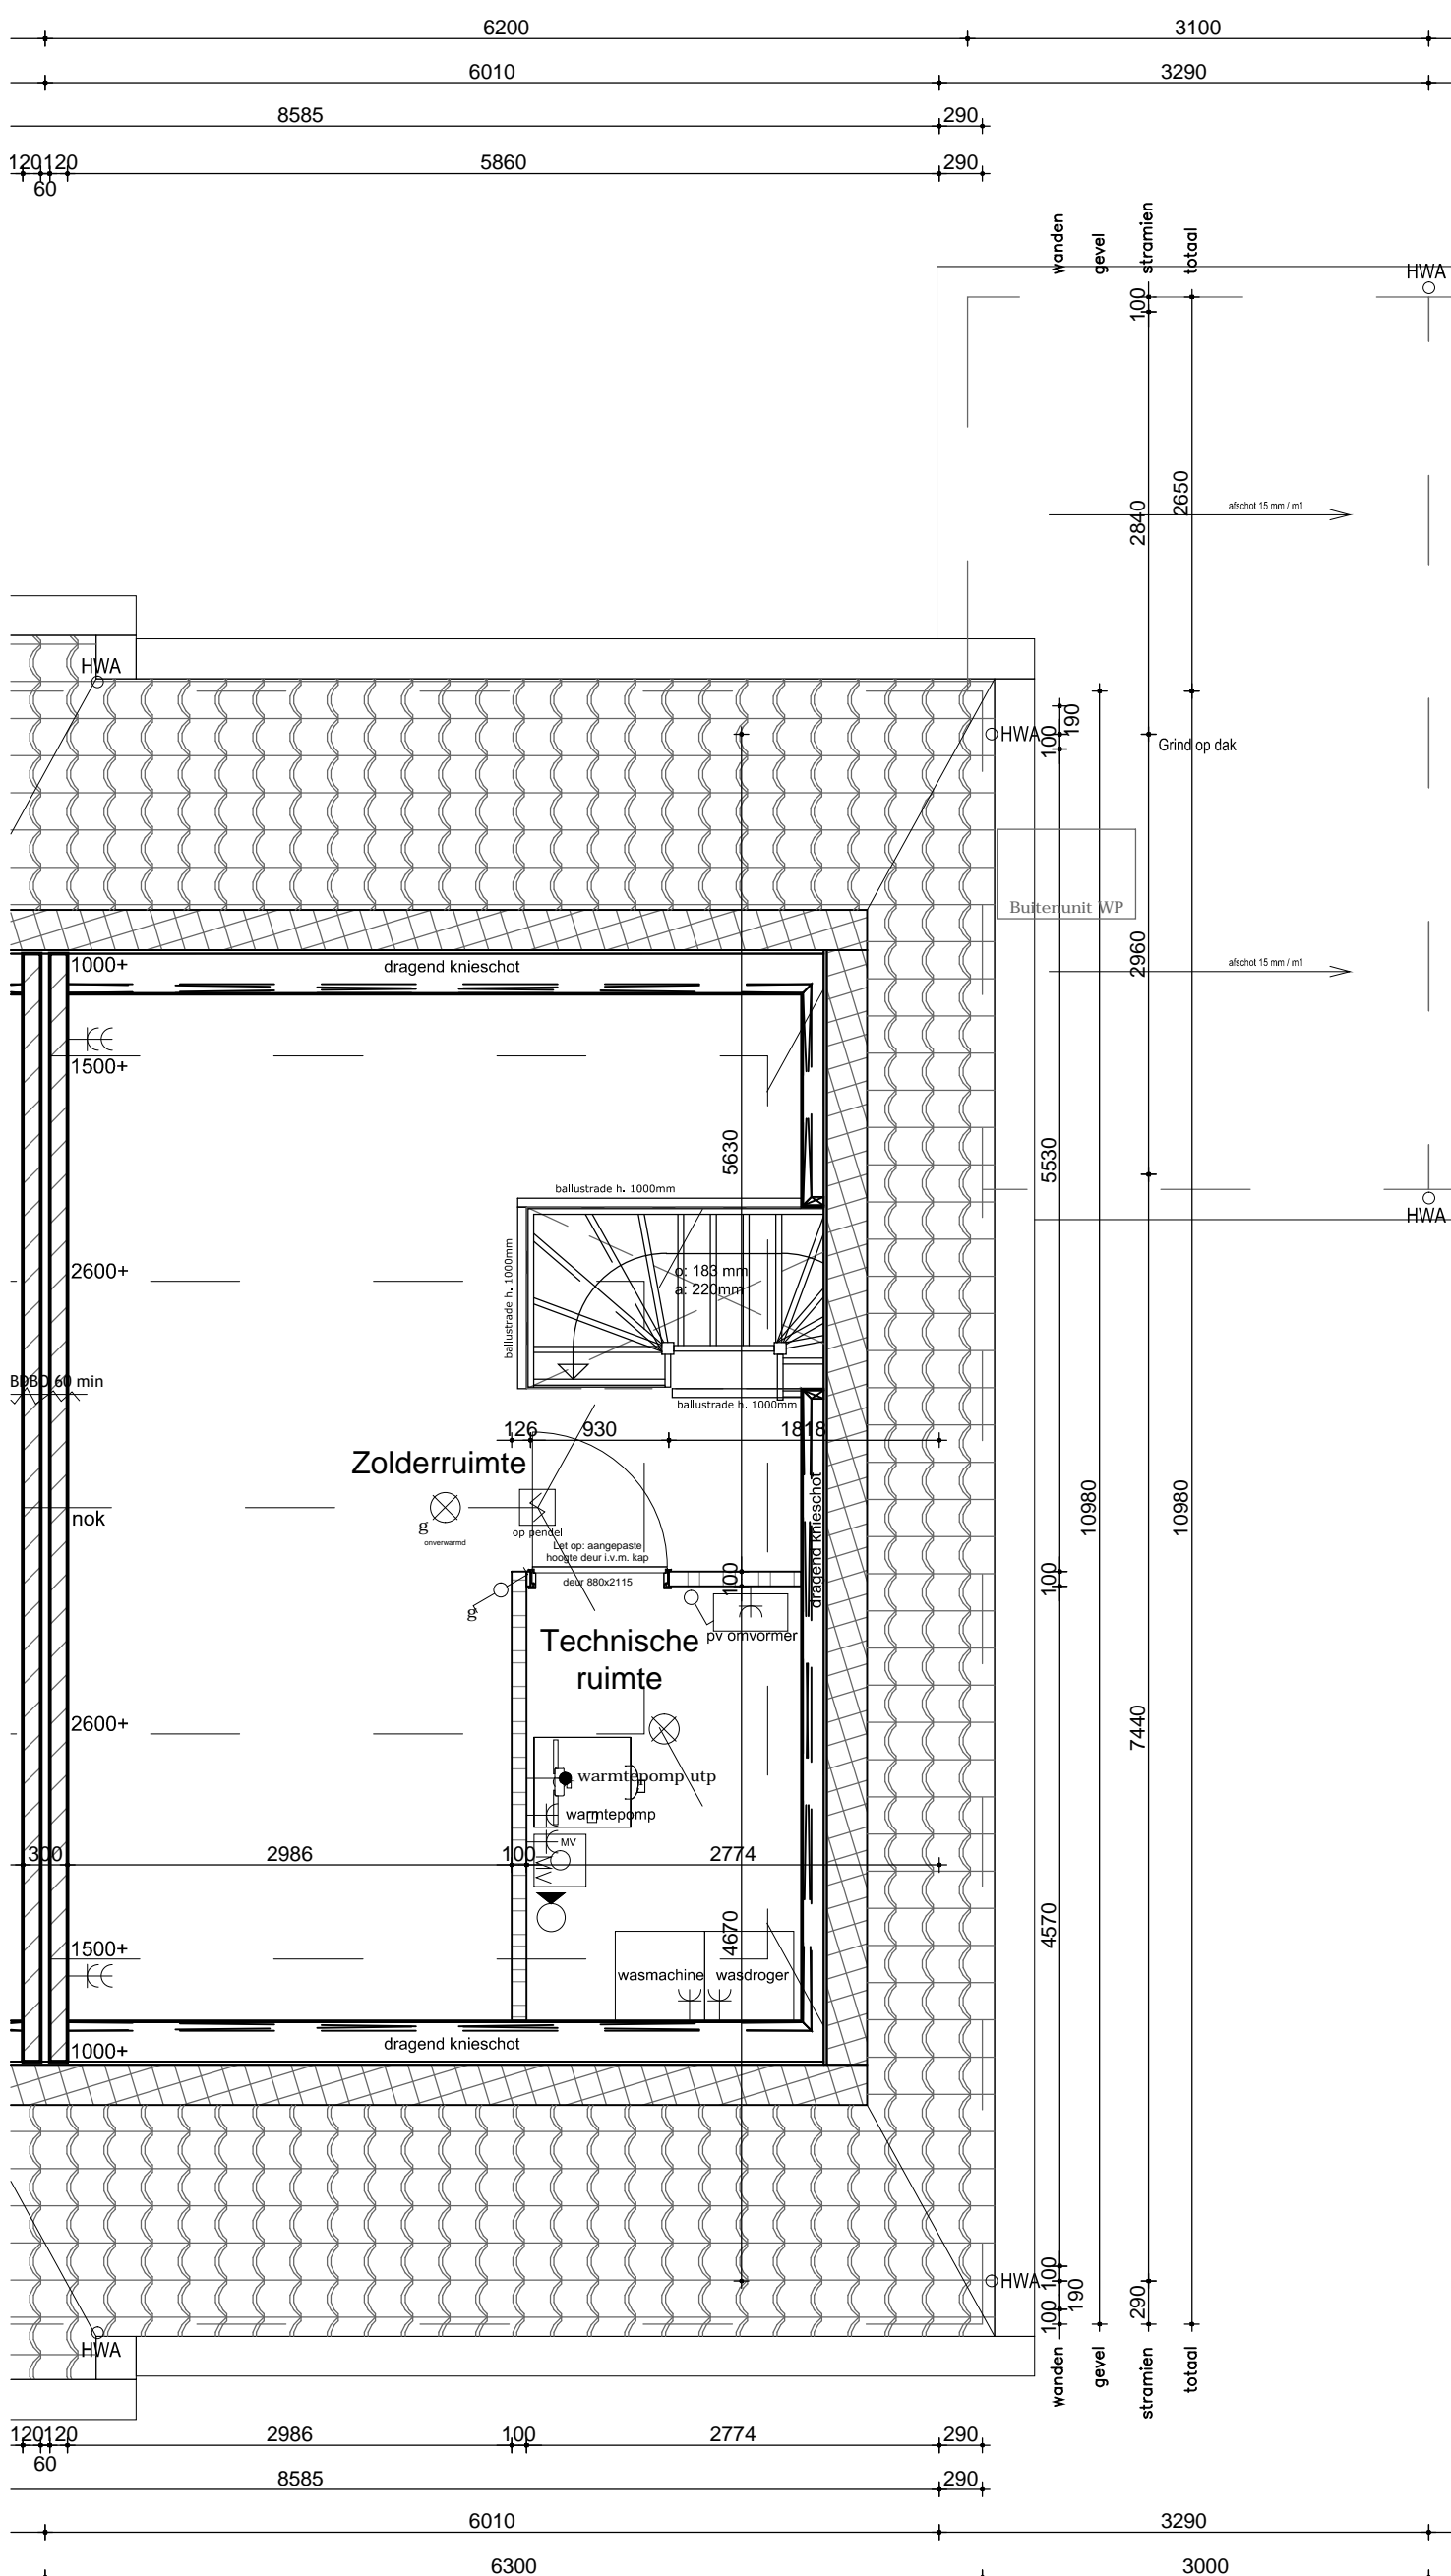 6200 3100
6010 3290
8585 290
120 120 5860 290
60
wanden gevel stramien totaal
HWA
100
2650
2840
afschot 15 mm / m1
HWA
190
HWA 100
Grind op dak
Buitenunit WP
2960
afschot 15 mm / m1
1000+ dragend knieschot
1500+
5630 5530
ballustrade h. 1000mm
HWA
ballustrade h. 1000mm
2600+
o: 183 mm
a: 220mm
60 min
ballustrade h. 1000mm
126 930 1818
Zolderruimte
dragend knieschot
10980 10980
nok
g
onverwarmd
op pendel
Let op: aangepaste
hoogte deur i.v.m. kap
deur 880x2115
100 100
g
pv omvormer
Technische
ruimte
2600+
7440
warmtepomp utp
warmtepomp
MV
300 2986 100 2774
4670 4570
1500+
wasmachine wasdroger
dragend knieschot
1000+
HWA 100
190
290
100
HWA
wanden gevel stramien totaal
120 120 2986 100 2774 290
60
8585 290
6010 3290
6300 3000